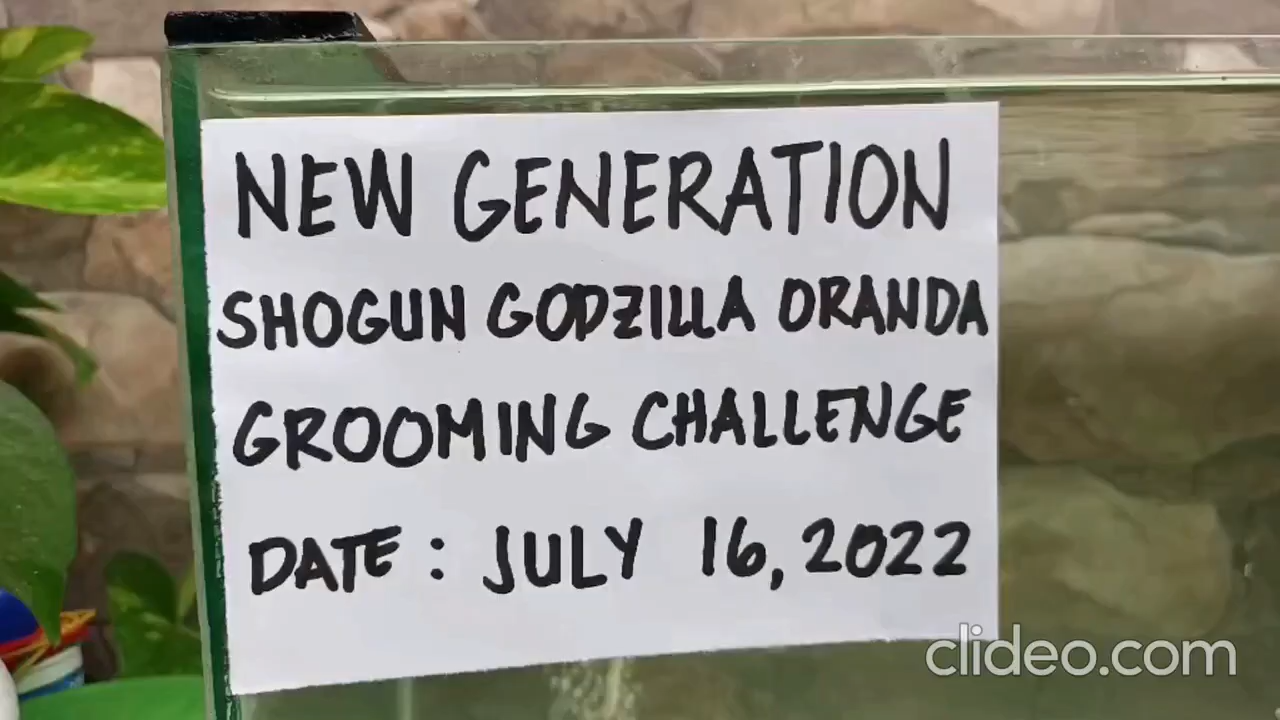 NEW GENERATION
SHOGUN GODZILLA ORANDA
GROOMING CHALLENGE
DATE: JULY 16, 2022
clideo.com